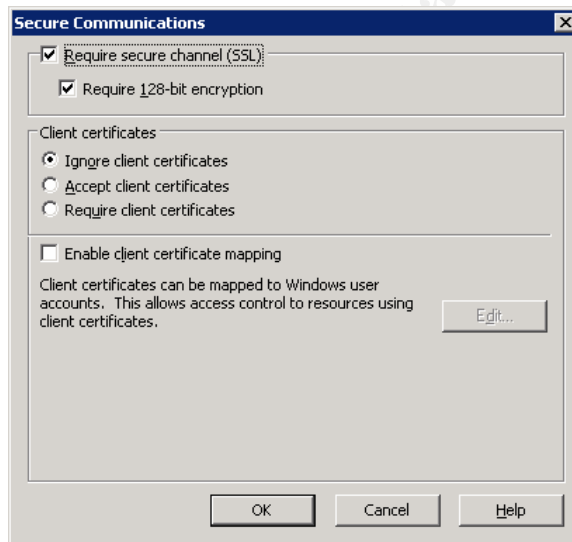 Secure Communications
Require secure channel (SSL)
Require 128-bit encryption
Client certificates
Ignore client certificates
Accept client certificates
Require client certificates
Enable client certificate mapping
Client certificates can be mapped to Windows user
accounts. This allows access control to resources using
client certificates.
Edit...
OK
Cancel
Help